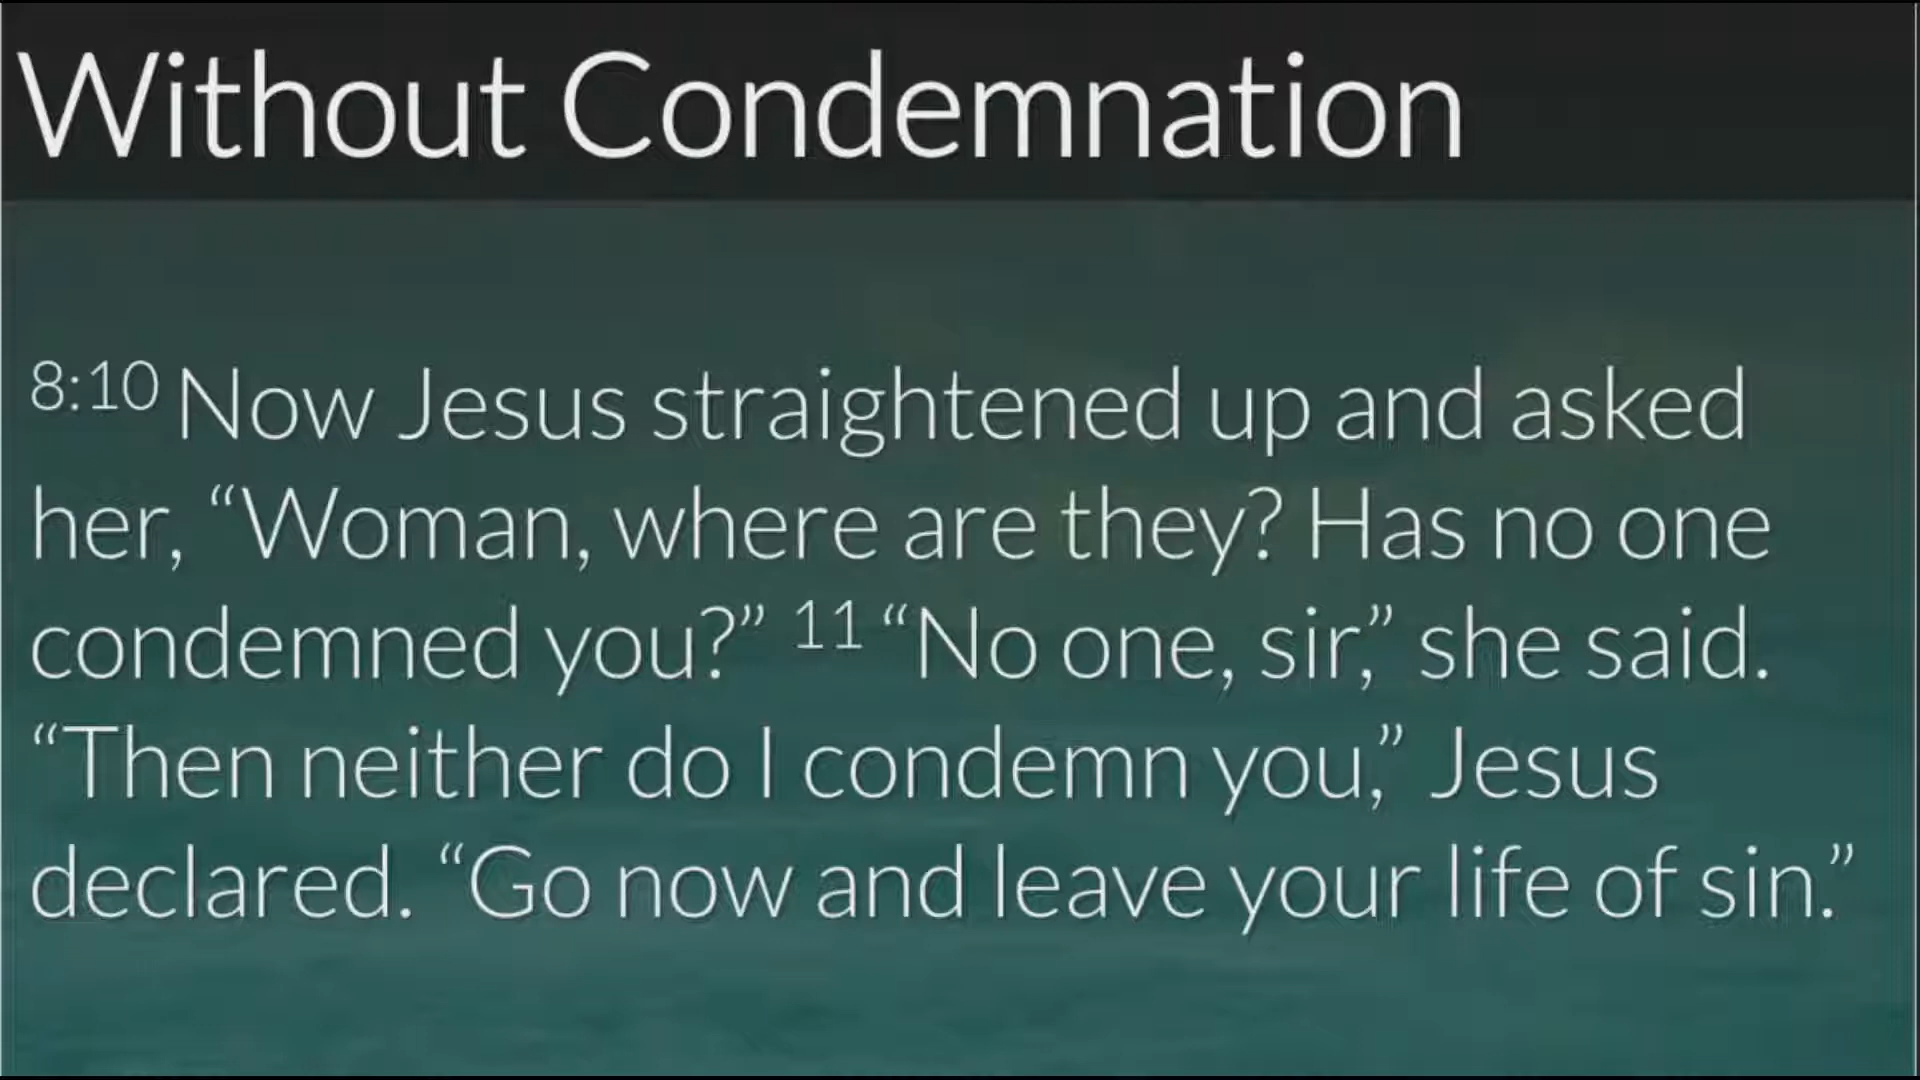 Without Condemnation
8:10 Now Jesus straightened up and asked
her, “Woman, where are they? Has no one
condemned you?” 11 “No one, sir,” she said.
“Then neither do I condemn you,” Jesus
declared. “Go now and leave your life of sin.”